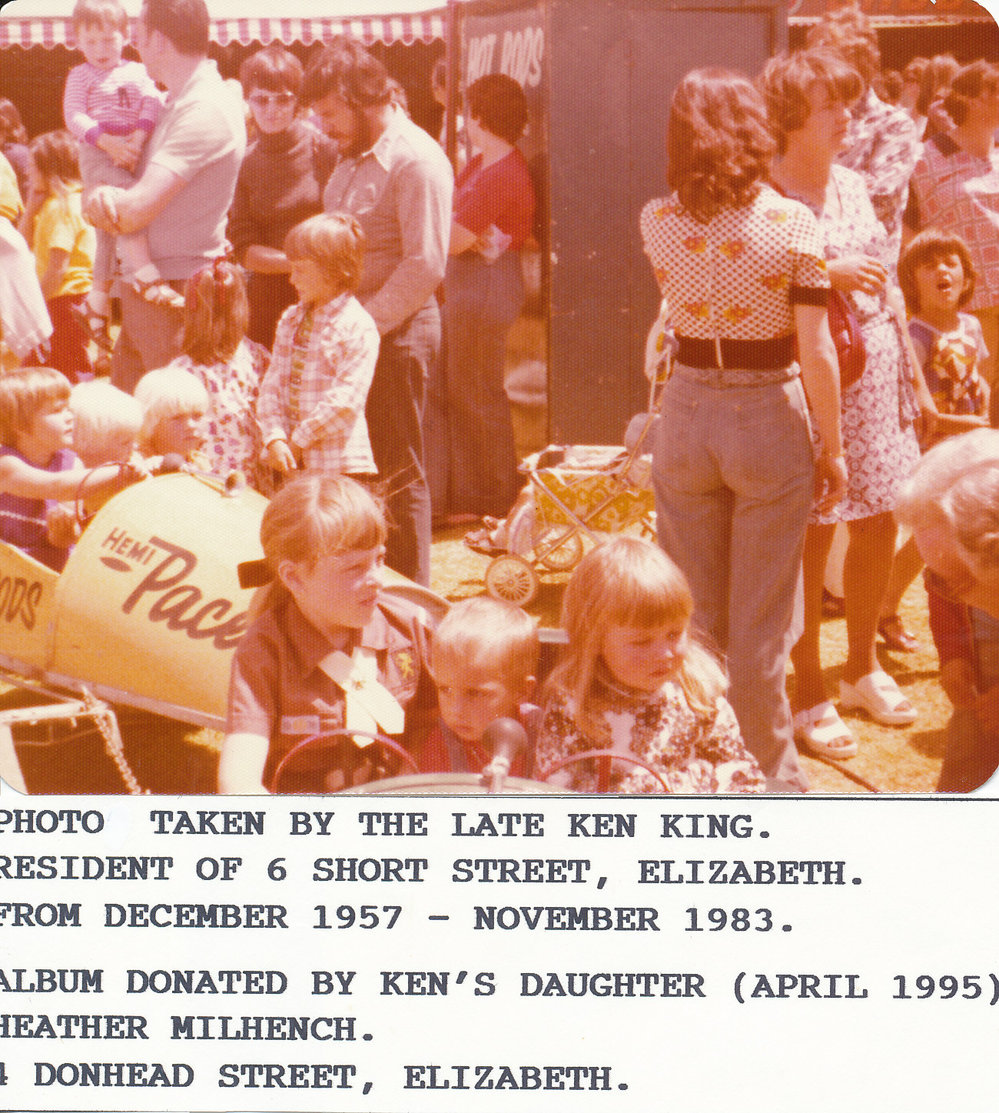 HOT RODS
HEMI
Pace
ODS
PHOTO TAKEN BY THE LATE KEN KING.
RESIDENT OF 6 SHORT STREET, ELIZABETH.
FROM DECEMBER 1957 - NOVEMBER 1983.
ALBUM DONATED BY KEN'S DAUGHTER (APRIL 1995)
HEATHER MILHENCH.
4 DONHEAD STREET, ELIZABETH.